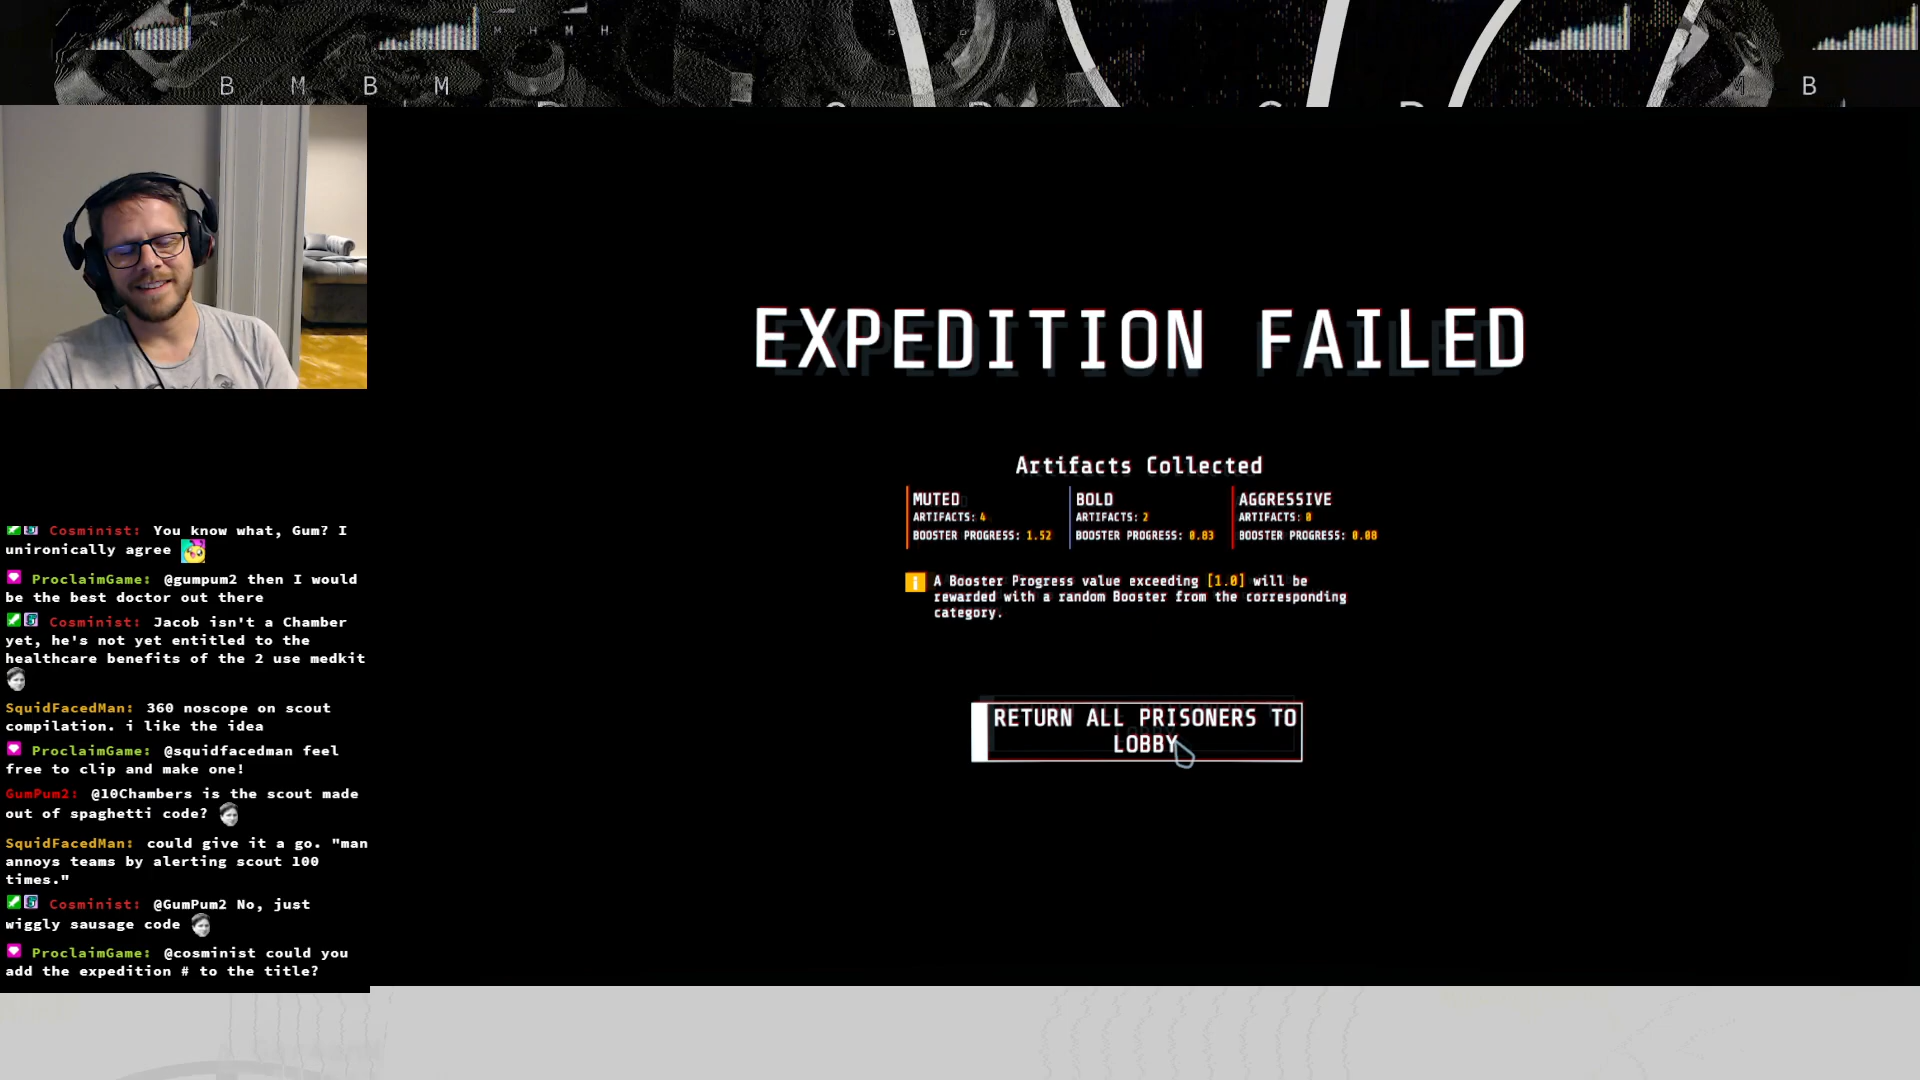 M H M H
B M B M
B
EXPEDITION FAILED
Artifacts Collected
MUTED
ARTIFACTS: 4
BOOSTER PROGRESS: 1.52
BOLD
ARTIFACTS: 2
BOOSTER PROGRESS: 0.83
AGGRESSIVE
ARTIFACTS: 0
BOOSTER PROGRESS: 0.08
i
A Booster Progress value exceeding [1.0] will be
rewarded with a random Booster from the corresponding
category.
RETURN ALL PRISONERS TO
LOBBY
Cosminist: You know what, Gum? I
unironically agree
ProclaimGame: @gumpum2 then I would
be the best doctor out there
Cosminist: Jacob isn't a Chamber
yet, he's not yet entitled to the
healthcare benefits of the 2 use medkit
SquidFacedMan: 360 noscope on scout
compilation. i like the idea
ProclaimGame: @squidfacedman feel
free to clip and make one!
GumPum2: @10Chambers is the scout made
out of spaghetti code?
SquidFacedMan: could give it a go. "man
annoys teams by alerting scout 100
times."
Cosminist: @GumPum2 No, just
wiggly sausage code
ProclaimGame: @cosminist could you
add the expedition # to the title?